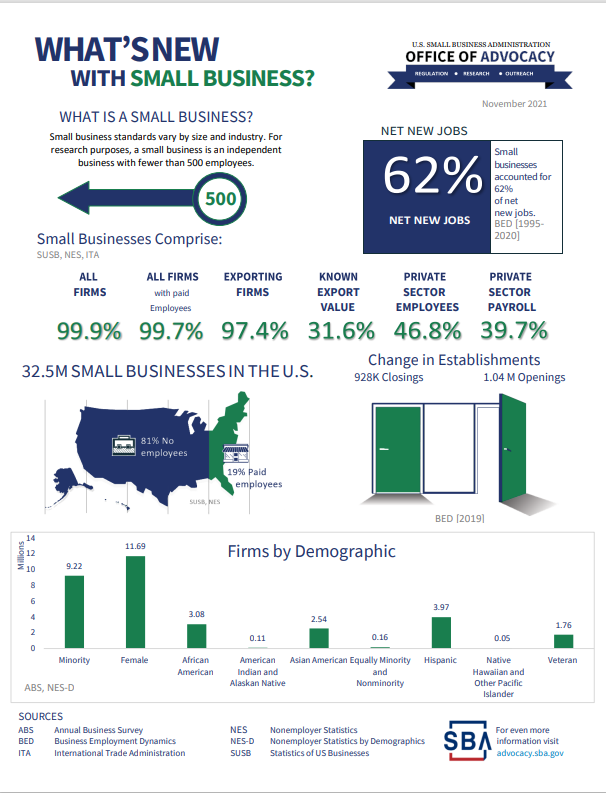 WHAT'S NEW
WITH SMALL BUSINESS?
U.S. SMALL BUSINESS ADMINISTRATION
OFFICE OF ADVOCACY
REGULATION • RESEARCH • OUTREACH
November 2021
WHAT IS A SMALL BUSINESS?
Small business standards vary by size and industry. For
research purposes, a small business is an independent
business with fewer than 500 employees.
500
NET NEW JOBS
62%
NET NEW JOBS
Small
businesses
accounted for
62%
of net
new jobs.
BED [1995-
2020]
Small Businesses Comprise:
SUSB, NES, ITA
ALL
FIRMS
99.9%
ALL FIRMS
with paid
Employees
99.7%
EXPORTING
FIRMS
97.4%
KNOWN
EXPORT
VALUE
31.6%
PRIVATE
SECTOR
EMPLOYEES
46.8%
PRIVATE
SECTOR
PAYROLL
39.7%
32.5M SMALL BUSINESSES IN THE U.S.
81% No
employees
19% Paid
employees
SUSB, NES
Change in Establishments
928K Closings
1.04 M Openings
BED [2019]
Firms by Demographic
Millions
14
12
10
8
6
4
2
0
9.22
11.69
3.08
0.11
2.54
0.16
3.97
0.05
1.76
Minority
Female
African
American
American
Indian and
Alaskan Native
Asian American
Equally Minority
and
Nonminority
Hispanic
Native
Hawaiian and
Other Pacific
Islander
Veteran
ABS, NES-D
SOURCES
ABS Annual Business Survey
BED Business Employment Dynamics
ITA International Trade Administration
NES Nonemployer Statistics
NES-D Nonemployer Statistics by Demographics
SUSB Statistics of US Businesses
SBA
For even more
information visit
advocacy.sba.gov